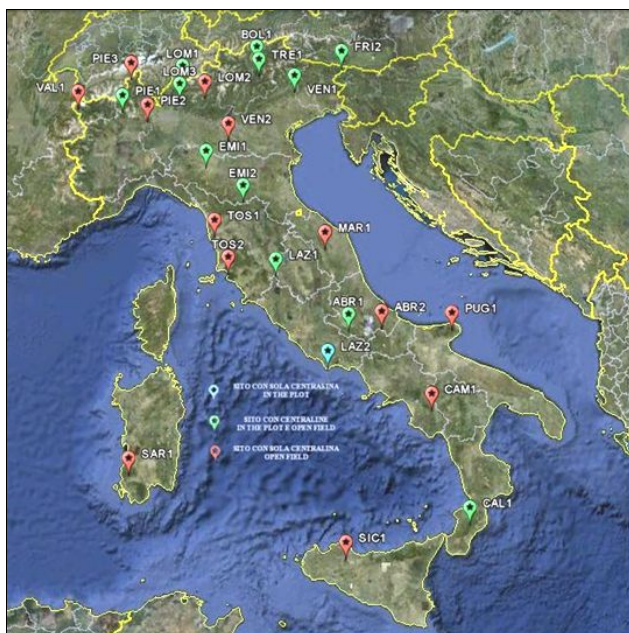 BOL1
FRI2
PIE3
LOM1
TRE1
LOM3
LOM2
VAL1
PIE1
VEN1
PIE2
VEN2
EMI1
EMI2
TOS1
MAR1
TOS2
LAZ1
ABR1
ABR2
PUG1
LAZ2
SITO CON SOLA CENTRALINA
IN THE PLOT
CAM1
SITO CON CENTRALINE
IN THE PLOT E OPEN FIELD
SITO CON SOLA CENTRALINA
OPEN FIELD
SAR1
CAL1
SIC1